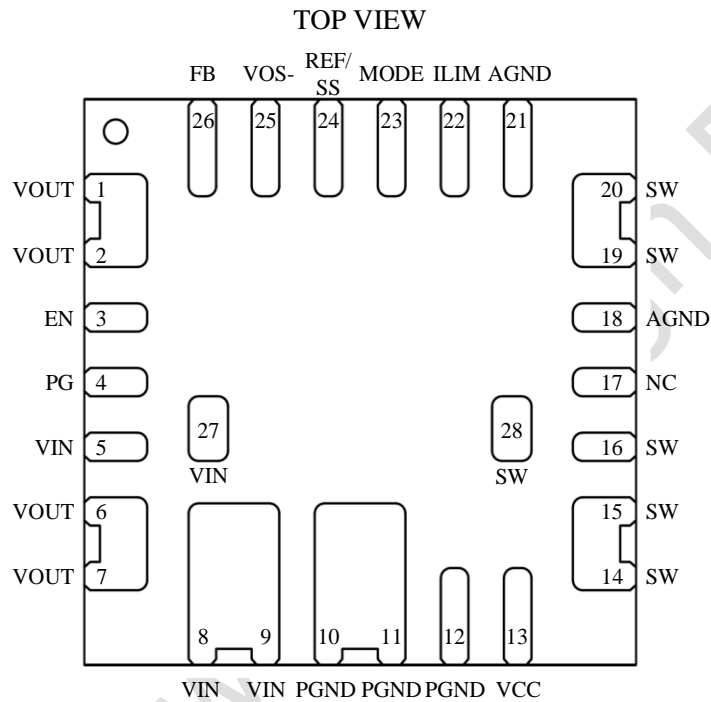 TOP VIEW
FB VOS- REF/ SS MODE ILIM AGND
26 25 24 23 22 21
VOUT 1 20 SW
VOUT 2 19 SW
EN 3 18 AGND
PG 4 17 NC
27 28
VIN 5 16 SW
VIN SW
VOUT 6 15 SW
VOUT 7 14 SW
8 9 10 11 12 13
VIN VIN PGND PGND PGND VCC